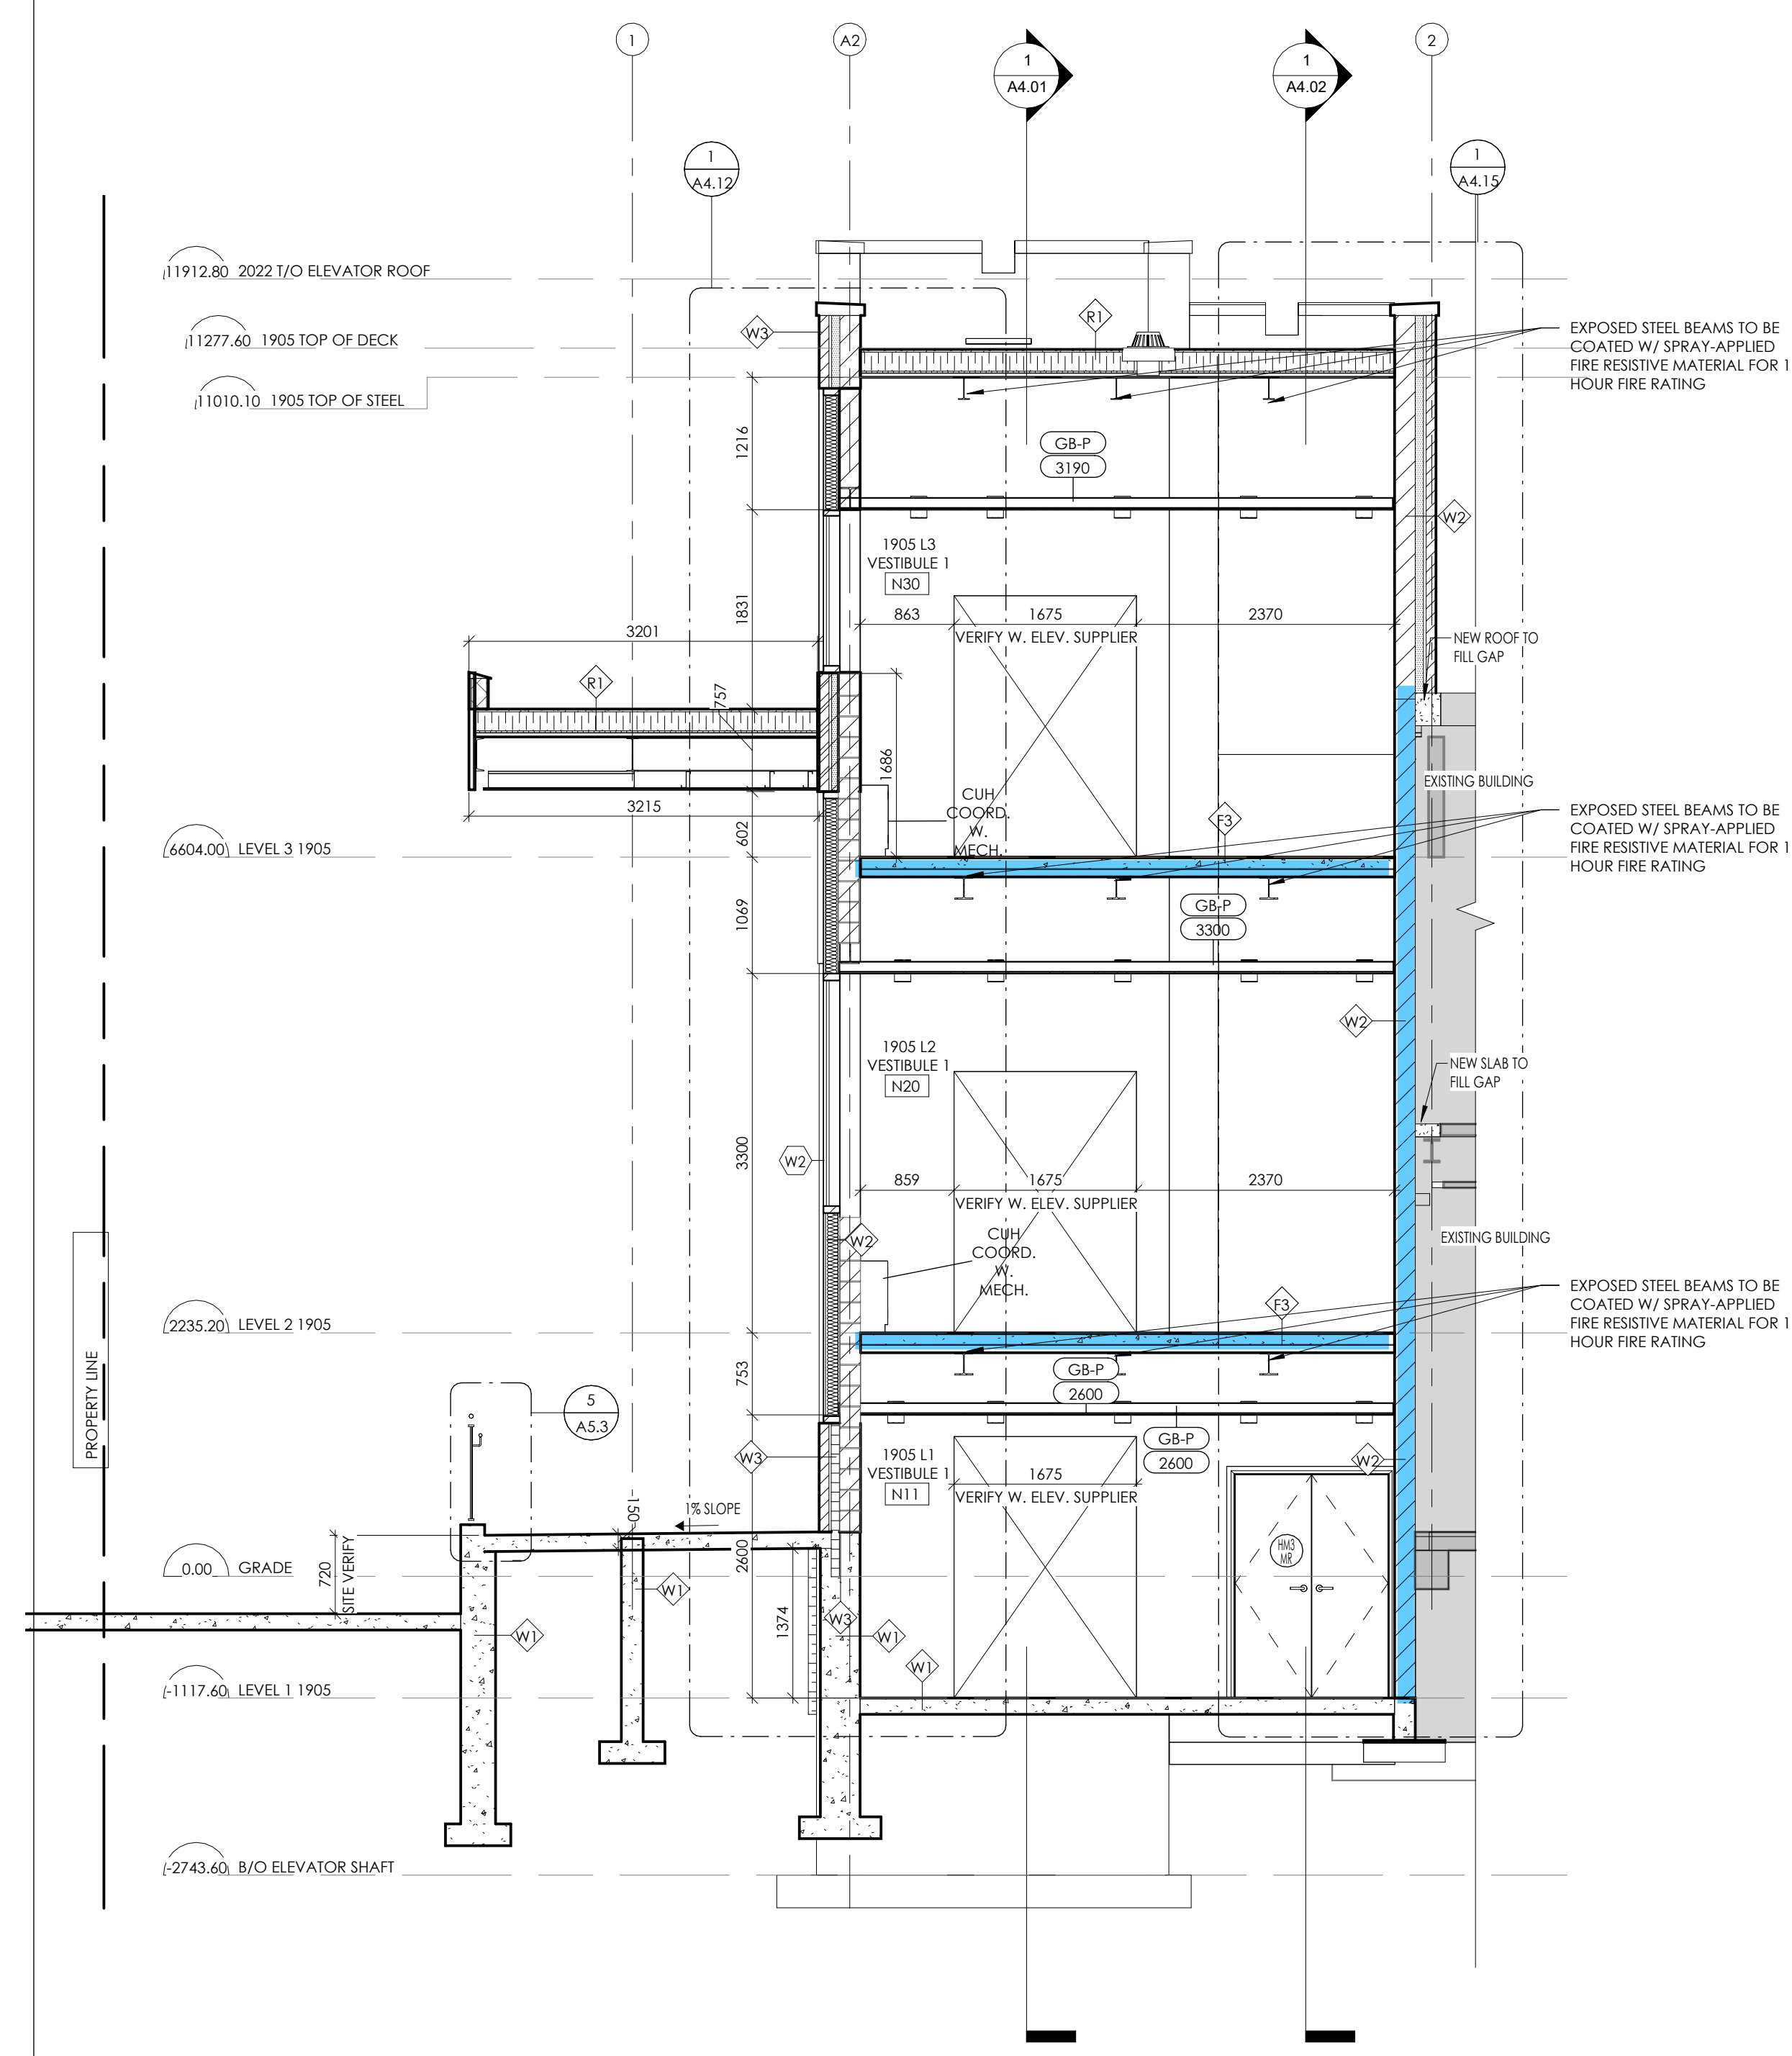 1
A2
1
A4.01
1
A4.02
2
1
A4.12
1
A4.15
11912.80 2022 T/O ELEVATOR ROOF
11277.60 1905 TOP OF DECK
11010.10 1905 TOP OF STEEL
W3
R1
EXPOSED STEEL BEAMS TO BE
COATED W/ SPRAY-APPLIED
FIRE RESISTIVE MATERIAL FOR 1
HOUR FIRE RATING
1216
GB-P
3190
W2
1905 L3
VESTIBULE 1
N30
1831
863
1675
2370
VERIFY W. ELEV. SUPPLIER
3201
NEW ROOF TO
FILL GAP
R1
757
1686
EXISTING BUILDING
3215
CUH
COORD.
W.
MECH.
F3
EXPOSED STEEL BEAMS TO BE
COATED W/ SPRAY-APPLIED
FIRE RESISTIVE MATERIAL FOR 1
HOUR FIRE RATING
602
6604.00 LEVEL 3 1905
1069
GB-P
3300
W2
1905 L2
VESTIBULE 1
N20
NEW SLAB TO
FILL GAP
3300
W2
859
1675
2370
VERIFY W. ELEV. SUPPLIER
W2
CUH
COORD.
W.
MECH.
EXISTING BUILDING
F3
EXPOSED STEEL BEAMS TO BE
COATED W/ SPRAY-APPLIED
FIRE RESISTIVE MATERIAL FOR 1
HOUR FIRE RATING
2235.20 LEVEL 2 1905
753
GB-P
2600
PROPERTY LINE
5
A5.3
GB-P
2600
W3
1905 L1
VESTIBULE 1
N11
1675
VERIFY W. ELEV. SUPPLIER
W2
150
1% SLOPE
720
SITE VERIFY
2600
HM3
MR
0.00 GRADE
W1
1374
W3
W1
W1
W1
-1117.60 LEVEL 1 1905
-2743.60 B/O ELEVATOR SHAFT